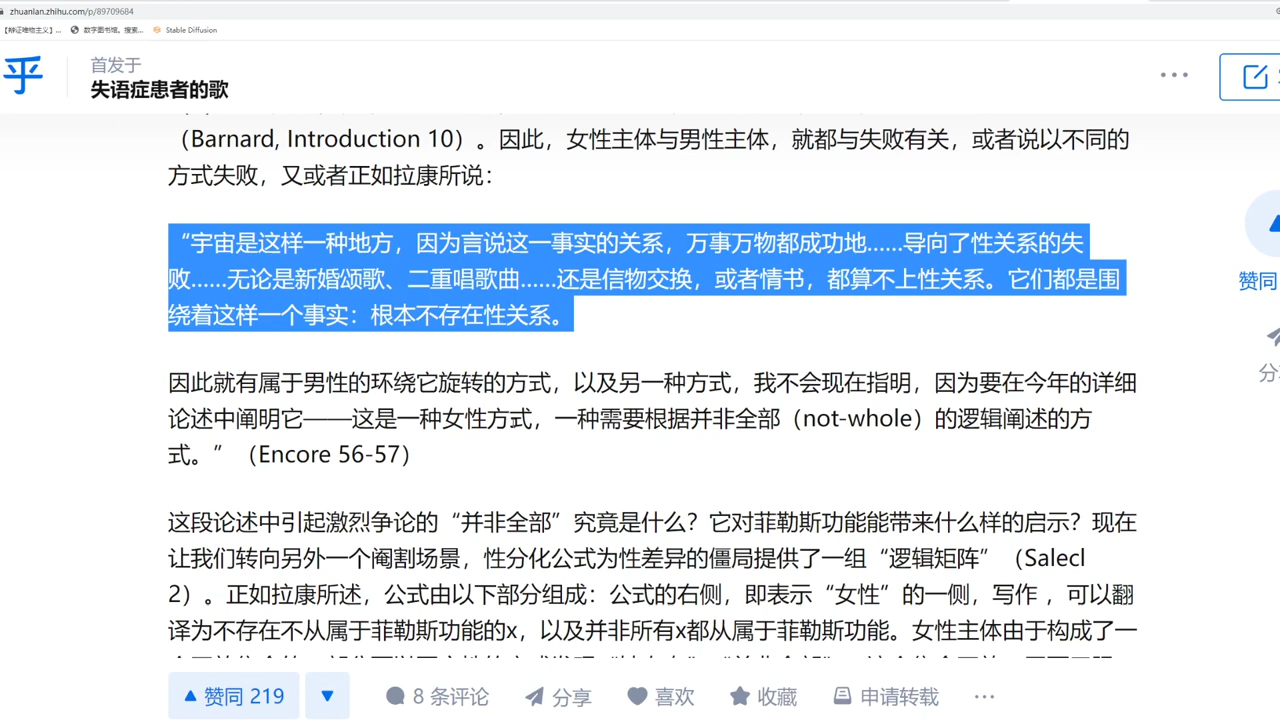 zhuanlan.zhihu.com/p/89709684
【辩证唯物主义】... 数字图书馆。搜索... Stable Diffusion
乎 首发于
失语症患者的歌
（Barnard, Introduction 10）。因此，女性主体与男性主体，就都与失败有关，或者说以不同的
方式失败，又或者正如拉康所说：
“宇宙是这样一种地方，因为言说这一事实的关系，万事万物都成功地……导向了性关系的失
败……无论是新婚颂歌、二重唱歌曲……还是信物交换，或者情书，都算不上性关系。它们都是围
绕着这样一个事实：根本不存在性关系。
赞同
分享
因此就有属于男性的环绕它旋转的方式，以及另一种方式，我不会现在指明，因为要在今年的详细
论述中阐明它——这是一种女性方式，一种需要根据并非全部（not-whole）的逻辑阐述的方
式。”（Encore 56-57）
这段论述中引起激烈争论的“并非全部”究竟是什么？它对菲勒斯功能能带来什么样的启示？现在
让我们转向另外一个阉割场景，性分化公式为性差异的僵局提供了一组“逻辑矩阵”（Salecl
2）。正如拉康所述，公式由以下部分组成：公式的右侧，即表示“女性”的一侧，写作 ，可以翻
译为不存在不从属于菲勒斯功能的x，以及并非所有x都从属于菲勒斯功能。女性主体由于构成了一
赞同 219 8 条评论 分享 喜欢 收藏 申请转载